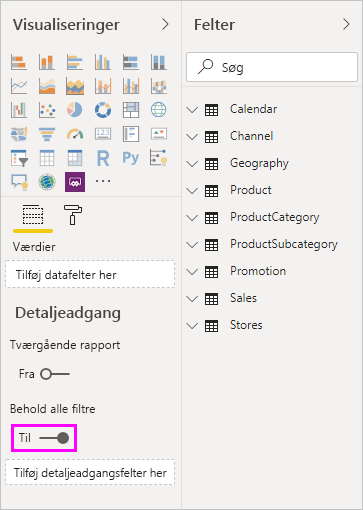 Visualiseringer
Felter
Søg
123
R
Py
Calendar
Channel
Geography
Product
ProductCategory
ProductSubcategory
Promotion
Sales
Stores
Værdier
Tilføj datafelter her
Detaljeadgang
Tværgående rapport
Fra
Behold alle filtre
Til
Tilføj detaljeadgangsfelter her